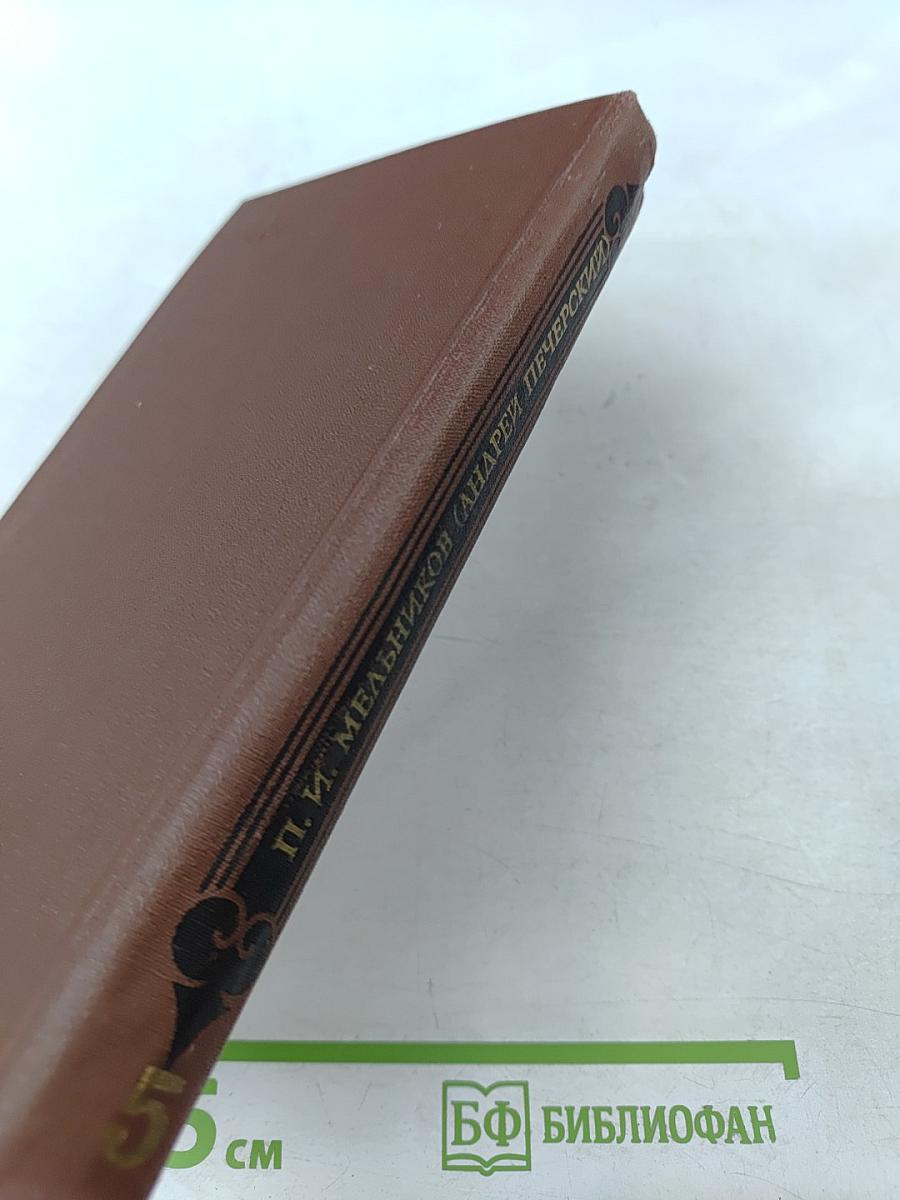 П. И. МЕЛЬНИКОВ (АНДРЕЙ ПЕЧЕРСКИЙ)
5
5 см
БФ БИБЛИОФАН